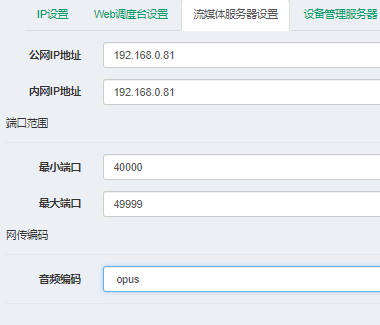 IP设置 Web调度台设置 流媒体服务器设置 设备管理服务器
公网IP地址 192.168.0.81
内网IP地址 192.168.0.81
端口范围
最小端口 40000
最大端口 49999
网传编码
音频编码 opus